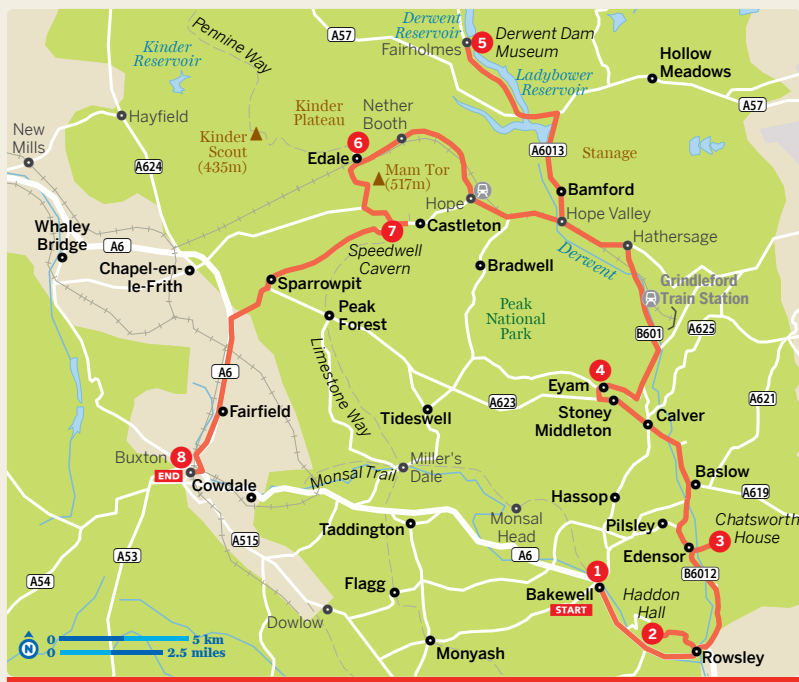 Pennine Way
Derwent
Reservoir
5
Derwent Dam
Museum
A57
Fairholmes
Kinder
Reservoir
Ladybower
Reservoir
Hollow
Meadows
A57
Hayfield
Kinder
Plateau
Nether
Booth
New
Mills
Kinder
Scout
(435m)
6
Edale
A6013
Stanage
A624
Mam Tor
(517m)
Bamford
Hope
Hope Valley
Whaley
Bridge
A6
7
Castleton
Hathersage
Speedwell
Cavern
Derwent
Chapel-en-
le-Frith
Bradwell
Sparrowpit
Grindleford
Train Station
Peak
Forest
Peak
National
Park
A625
B601
A6
Limestone Way
4
Eyam
A623
A621
Fairfield
Tideswell
Stoney
Middleton
Calver
Buxton
8
END
Miller's
Dale
Monsal Trail
Baslow
Cowdale
A619
Hassop
Monsal
Head
Chatsworth
House
Taddington
Pilsley
3
A515
A6
Edensor
A53
1
B6012
A54
Flagg
Bakewell
START
Haddon
Hall
2
Dowlow
0
5 km
N
0
2.5 miles
Monyash
Rowsley